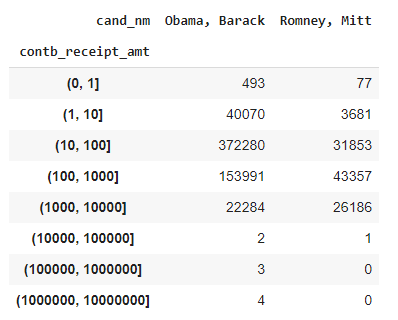 cand_nm Obama, Barack Romney, Mitt
contb_receipt_amt
(0, 1] 493 77
(1, 10] 40070 3681
(10, 100] 372280 31853
(100, 1000] 153991 43357
(1000, 10000] 22284 26186
(10000, 100000] 2 1
(100000, 1000000] 3 0
(1000000, 10000000] 4 0